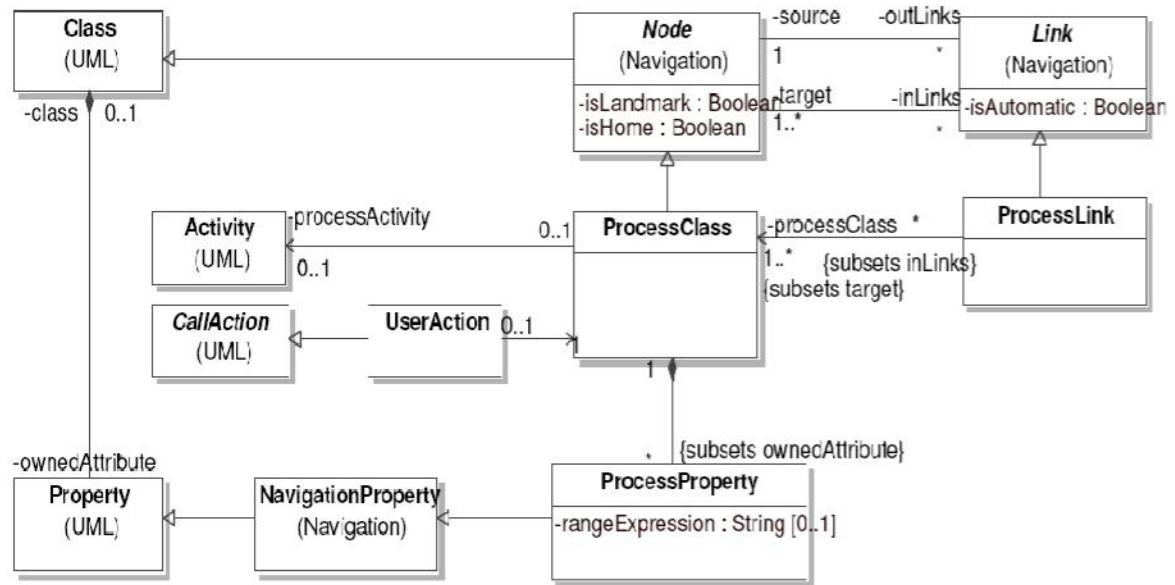 Class
(UML)
-class 0..1
Node
(Navigation)
-isLandmark : Boolean
-isHome : Boolean
-source -outLinks
1 *
-target -inLinks
1..* *
Link
(Navigation)
-isAutomatic : Boolean
Activity
(UML)
-processActivity
0..1
0..1
ProcessClass
-processClass *
1..* {subsets inLinks}
{subsets target}
ProcessLink
CallAction
(UML)
UserAction
0..1
1
1
* {subsets ownedAttribute}
-ownedAttribute
Property
(UML)
NavigationProperty
(Navigation)
ProcessProperty
-rangeExpression : String [0..1]